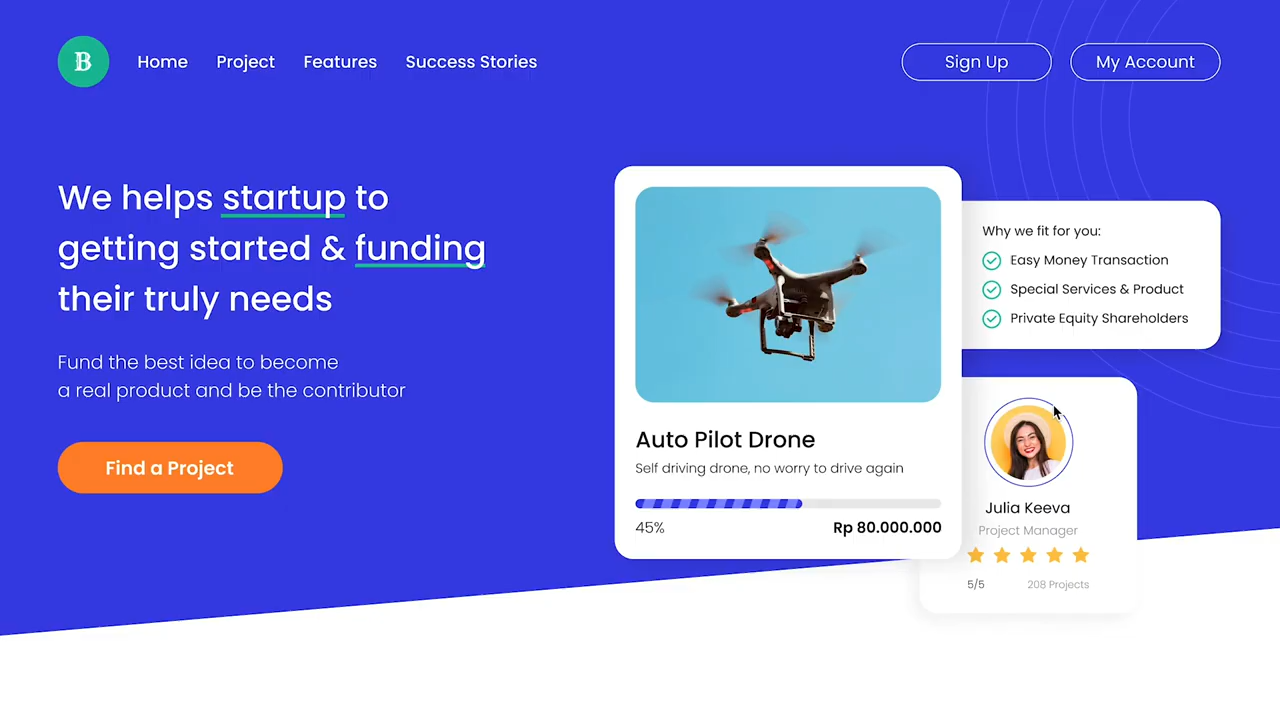 B
Home
Project
Features
Success Stories
Sign Up
My Account
We helps startup to
getting started & funding
their truly needs
Fund the best idea to become
a real product and be the contributor
Find a Project
Auto Pilot Drone
Self driving drone, no worry to drive again
45%
Rp 80.000.000
Why we fit for you:
Easy Money Transaction
Special Services & Product
Private Equity Shareholders
Julia Keeva
Project Manager
5/5
208 Projects